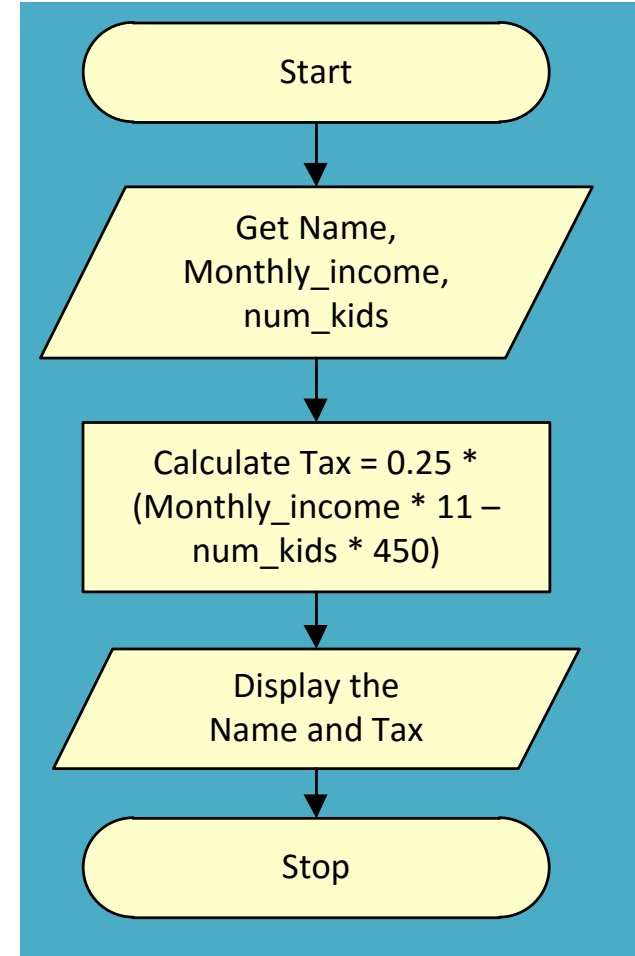 Start
Get Name,
Monthly_income,
num_kids
Calculate Tax = 0.25 *
(Monthly_income * 11 –
num_kids * 450)
Display the
Name and Tax
Stop